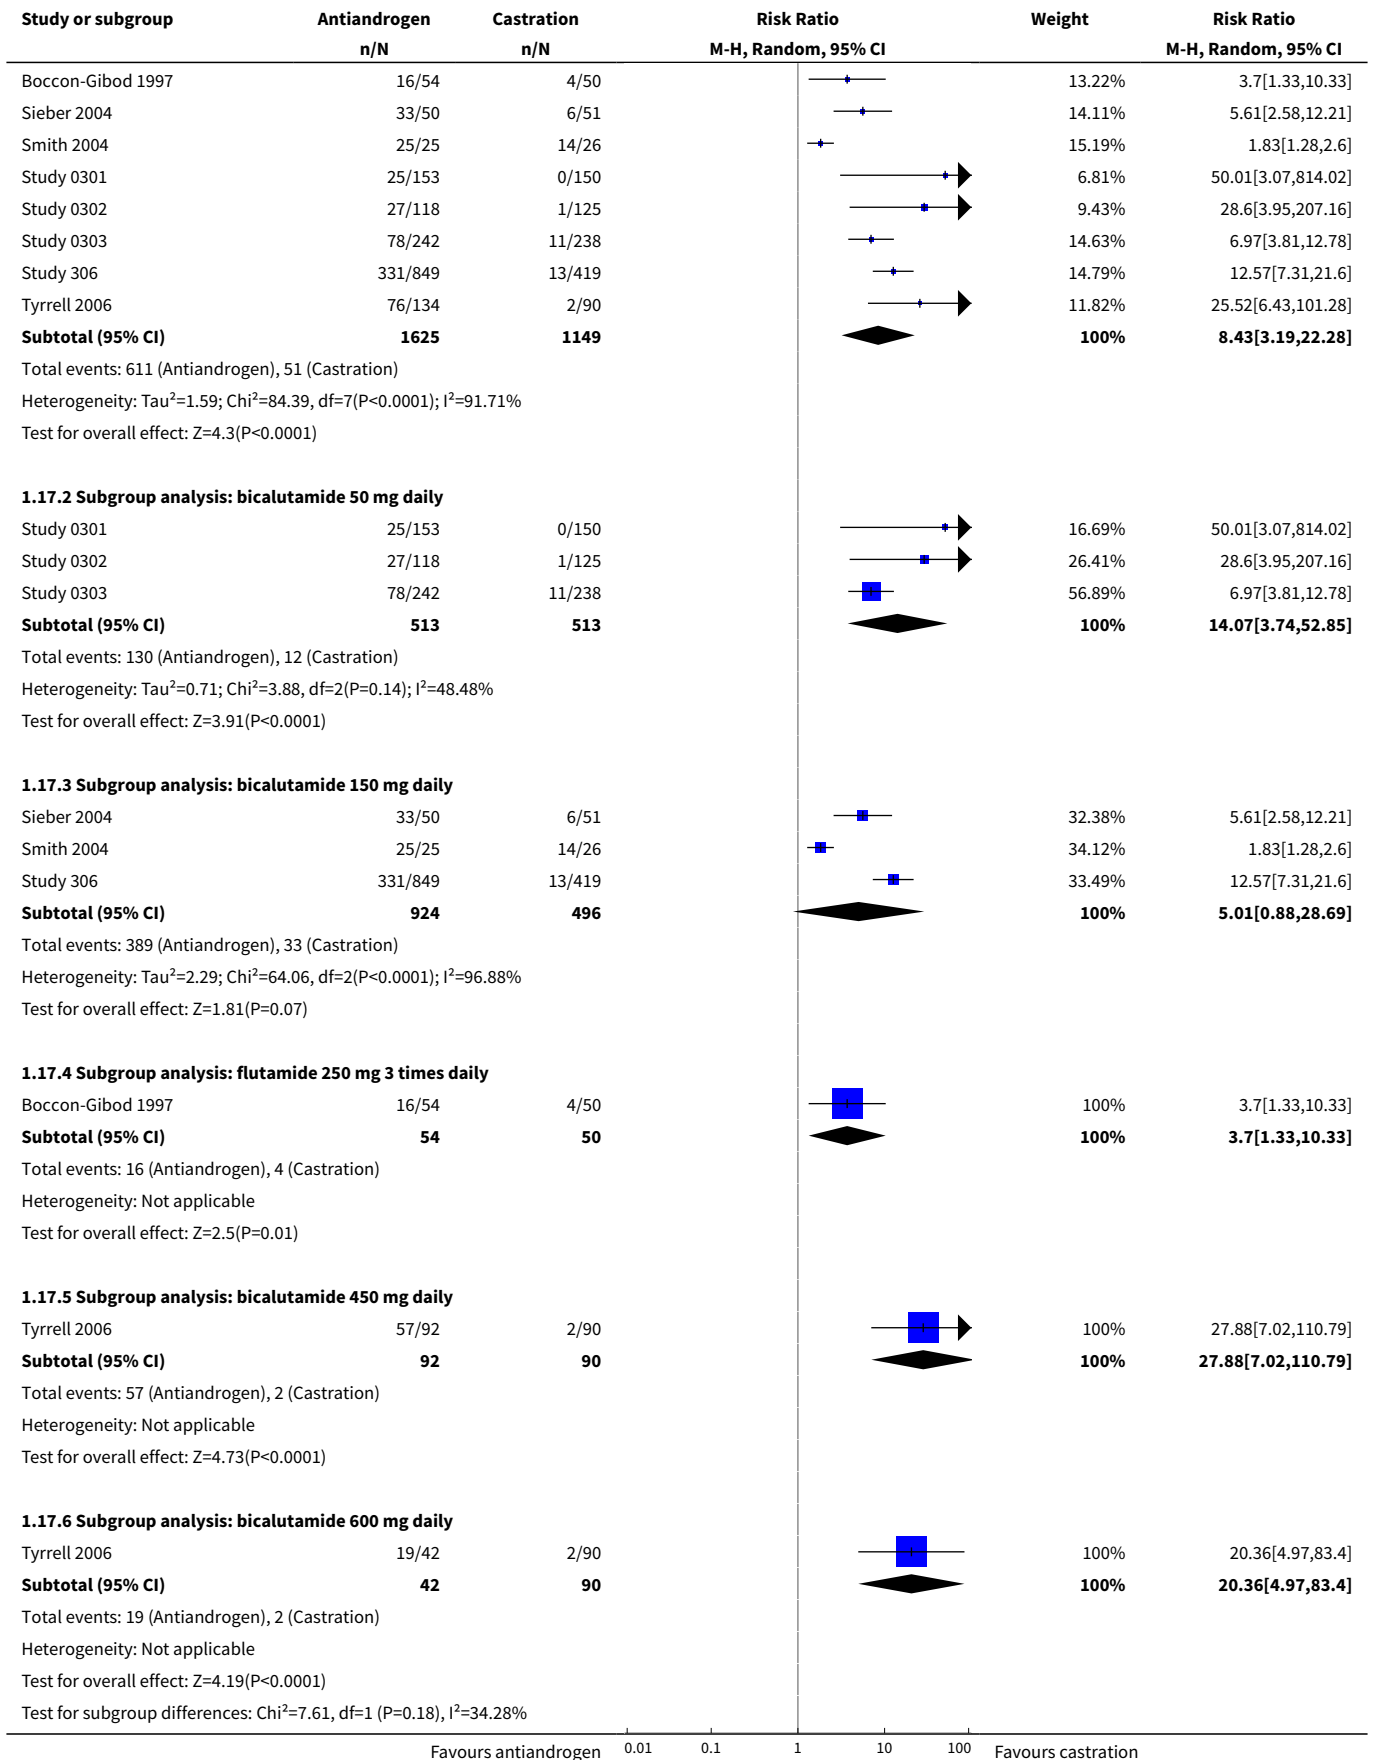 Study or subgroup Antiandrogen Castration Risk Ratio Weight Risk Ratio
n/N n/N M-H, Random, 95% CI M-H, Random, 95% CI
Boccon-Gibod 1997 16/54 4/50 13.22% 3.7[1.33,10.33]
Sieber 2004 33/50 6/51 14.11% 5.61[2.58,12.21]
Smith 2004 25/25 14/26 15.19% 1.83[1.28,2.6]
Study 0301 25/153 0/150 6.81% 50.01[3.07,814.02]
Study 0302 27/118 1/125 9.43% 28.6[3.95,207.16]
Study 0303 78/242 11/238 14.63% 6.97[3.81,12.78]
Study 306 331/849 13/419 14.79% 12.57[7.31,21.6]
Tyrrell 2006 76/134 2/90 11.82% 25.52[6.43,101.28]
Subtotal (95% CI) 1625 1149 100% 8.43[3.19,22.28]
Total events: 611 (Antiandrogen), 51 (Castration)
Heterogeneity: Tau²=1.59; Chi²=84.39, df=7(P<0.0001); I²=91.71%
Test for overall effect: Z=4.3(P<0.0001)
1.17.2 Subgroup analysis: bicalutamide 50 mg daily
Study 0301 25/153 0/150 16.69% 50.01[3.07,814.02]
Study 0302 27/118 1/125 26.41% 28.6[3.95,207.16]
Study 0303 78/242 11/238 56.89% 6.97[3.81,12.78]
Subtotal (95% CI) 513 513 100% 14.07[3.74,52.85]
Total events: 130 (Antiandrogen), 12 (Castration)
Heterogeneity: Tau²=0.71; Chi²=3.88, df=2(P=0.14); I²=48.48%
Test for overall effect: Z=3.91(P<0.0001)
1.17.3 Subgroup analysis: bicalutamide 150 mg daily
Sieber 2004 33/50 6/51 32.38% 5.61[2.58,12.21]
Smith 2004 25/25 14/26 34.12% 1.83[1.28,2.6]
Study 306 331/849 13/419 33.49% 12.57[7.31,21.6]
Subtotal (95% CI) 924 496 100% 5.01[0.88,28.69]
Total events: 389 (Antiandrogen), 33 (Castration)
Heterogeneity: Tau²=2.29; Chi²=64.06, df=2(P<0.0001); I²=96.88%
Test for overall effect: Z=1.81(P=0.07)
1.17.4 Subgroup analysis: flutamide 250 mg 3 times daily
Boccon-Gibod 1997 16/54 4/50 100% 3.7[1.33,10.33]
Subtotal (95% CI) 54 50 100% 3.7[1.33,10.33]
Total events: 16 (Antiandrogen), 4 (Castration)
Heterogeneity: Not applicable
Test for overall effect: Z=2.5(P=0.01)
1.17.5 Subgroup analysis: bicalutamide 450 mg daily
Tyrrell 2006 57/92 2/90 100% 27.88[7.02,110.79]
Subtotal (95% CI) 92 90 100% 27.88[7.02,110.79]
Total events: 57 (Antiandrogen), 2 (Castration)
Heterogeneity: Not applicable
Test for overall effect: Z=4.73(P<0.0001)
1.17.6 Subgroup analysis: bicalutamide 600 mg daily
Tyrrell 2006 19/42 2/90 100% 20.36[4.97,83.4]
Subtotal (95% CI) 42 90 100% 20.36[4.97,83.4]
Total events: 19 (Antiandrogen), 2 (Castration)
Heterogeneity: Not applicable
Test for overall effect: Z=4.19(P<0.0001)
Test for subgroup differences: Chi²=7.61, df=1 (P=0.18), I²=34.28%
Favours antiandrogen 0.01 0.1 1 10 100 Favours castration